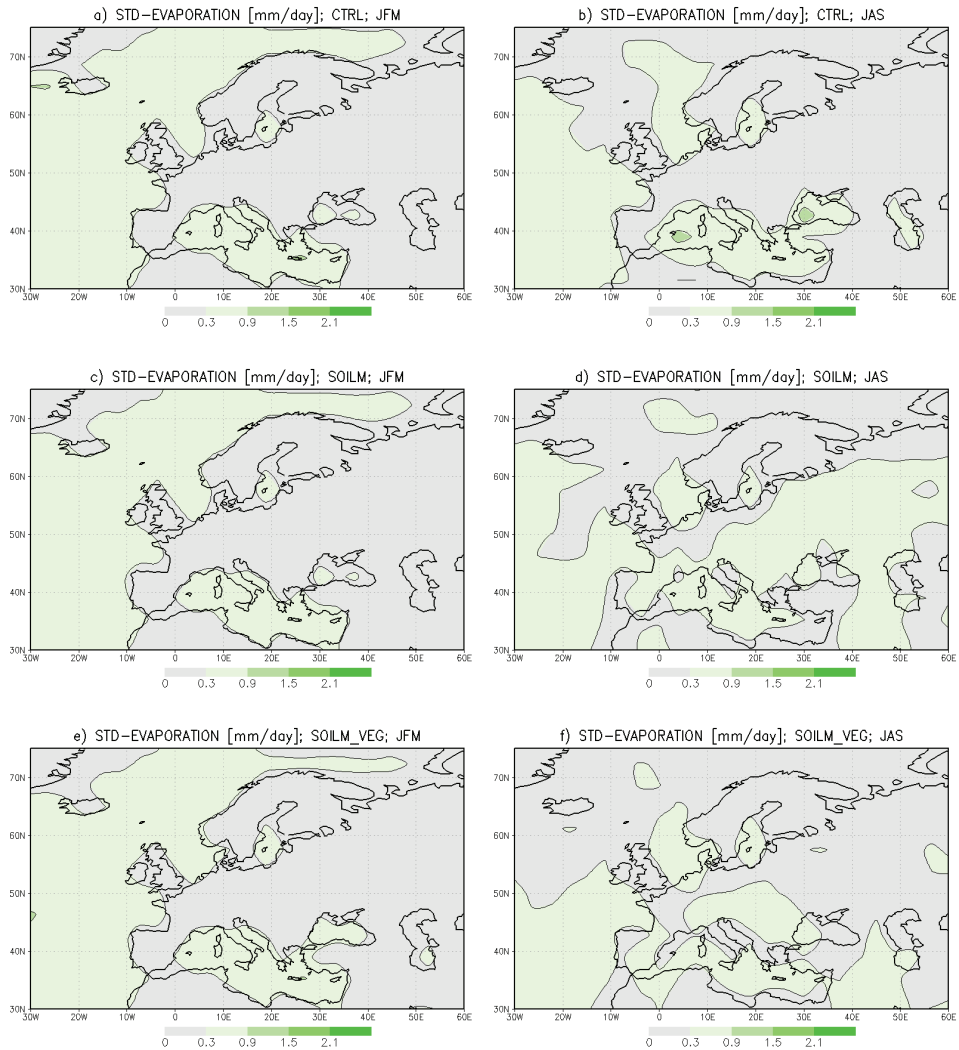 a) STD-EVAPORATION [mm/day]; CTRL; JFM
70N
60N
50N
40N
30N
30W 20W 10W 0 10E 20E 30E 40E 50E 60E
0 0.3 0.9 1.5 2.1
b) STD-EVAPORATION [mm/day]; CTRL; JAS
70N
60N
50N
40N
30N
30W 20W 10W 0 10E 20E 30E 40E 50E 60E
0 0.3 0.9 1.5 2.1
c) STD-EVAPORATION [mm/day]; SOILM; JFM
70N
60N
50N
40N
30N
30W 20W 10W 0 10E 20E 30E 40E 50E 60E
0 0.3 0.9 1.5 2.1
d) STD-EVAPORATION [mm/day]; SOILM; JAS
70N
60N
50N
40N
30N
30W 20W 10W 0 10E 20E 30E 40E 50E 60E
0 0.3 0.9 1.5 2.1
e) STD-EVAPORATION [mm/day]; SOILM_VEG; JFM
70N
60N
50N
40N
30N
30W 20W 10W 0 10E 20E 30E 40E 50E 60E
0 0.3 0.9 1.5 2.1
f) STD-EVAPORATION [mm/day]; SOILM_VEG; JAS
70N
60N
50N
40N
30N
30W 20W 10W 0 10E 20E 30E 40E 50E 60E
0 0.3 0.9 1.5 2.1